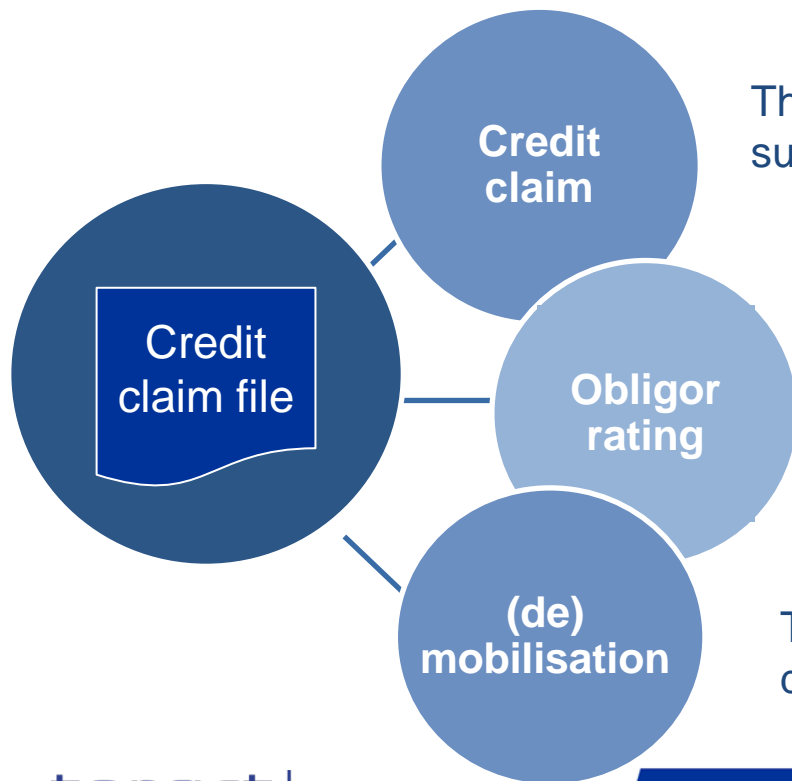 Credit
claim
Credit
claim file
Obligor
rating
(de)
mobilisation